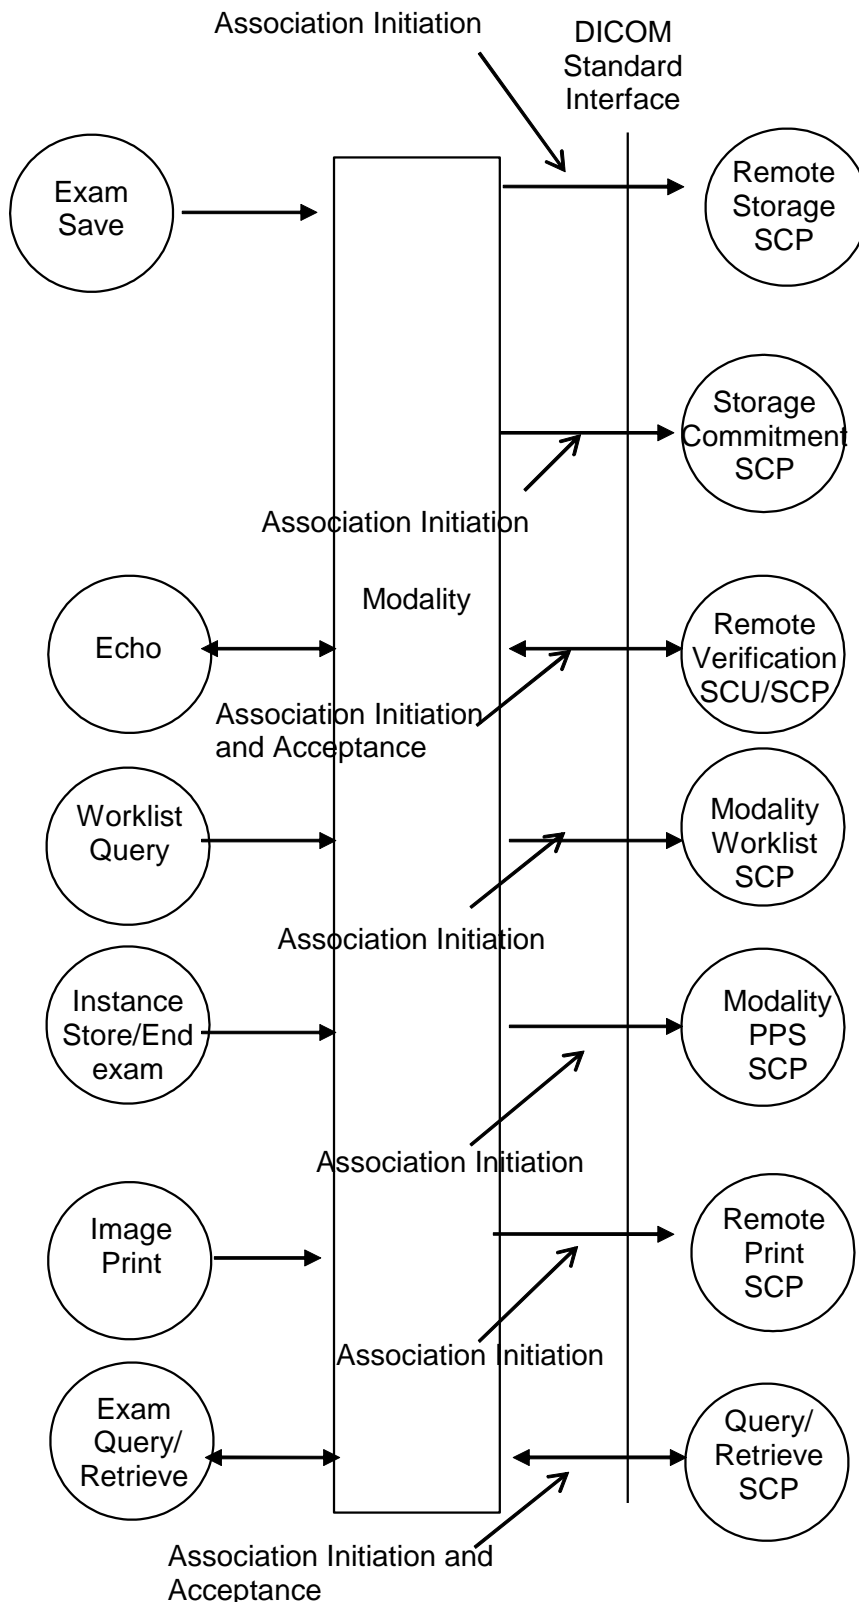 Association Initiation
DICOM
Standard
Interface
Exam
Save
Remote
Storage
SCP
Storage
Commitment
SCP
Association Initiation
Modality
Echo
Remote
Verification
SCU/SCP
Association Initiation
and Acceptance
Worklist
Query
Modality
Worklist
SCP
Association Initiation
Instance
Store/End
exam
Modality
PPS
SCP
Association Initiation
Image
Print
Remote
Print
SCP
Association Initiation
Exam
Query/
Retrieve
Query/
Retrieve
SCP
Association Initiation and
Acceptance